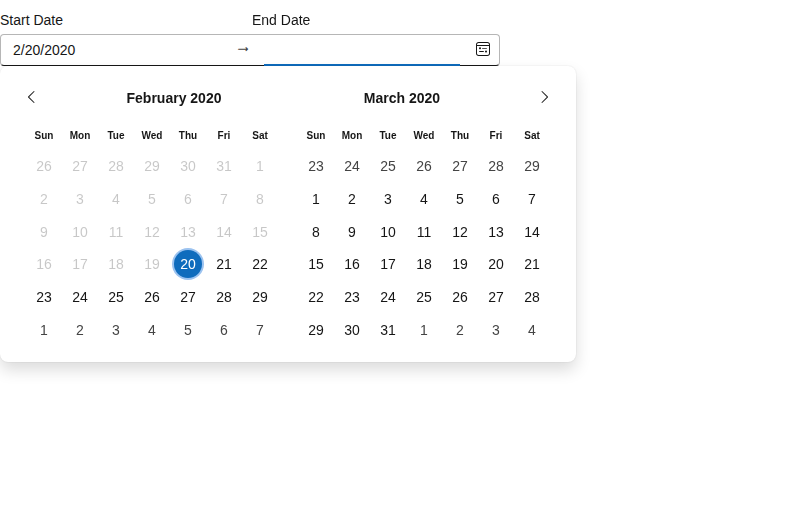 Start Date End Date
2/20/2020 →
February 2020 March 2020
Sun Mon Tue Wed Thu Fri Sat Sun Mon Tue Wed Thu Fri Sat
26 27 28 29 30 31 1 23 24 25 26 27 28 29
2 3 4 5 6 7 8 1 2 3 4 5 6 7
9 10 11 12 13 14 15 8 9 10 11 12 13 14
16 17 18 19 20 21 22 15 16 17 18 19 20 21
23 24 25 26 27 28 29 22 23 24 25 26 27 28
1 2 3 4 5 6 7 29 30 31 1 2 3 4